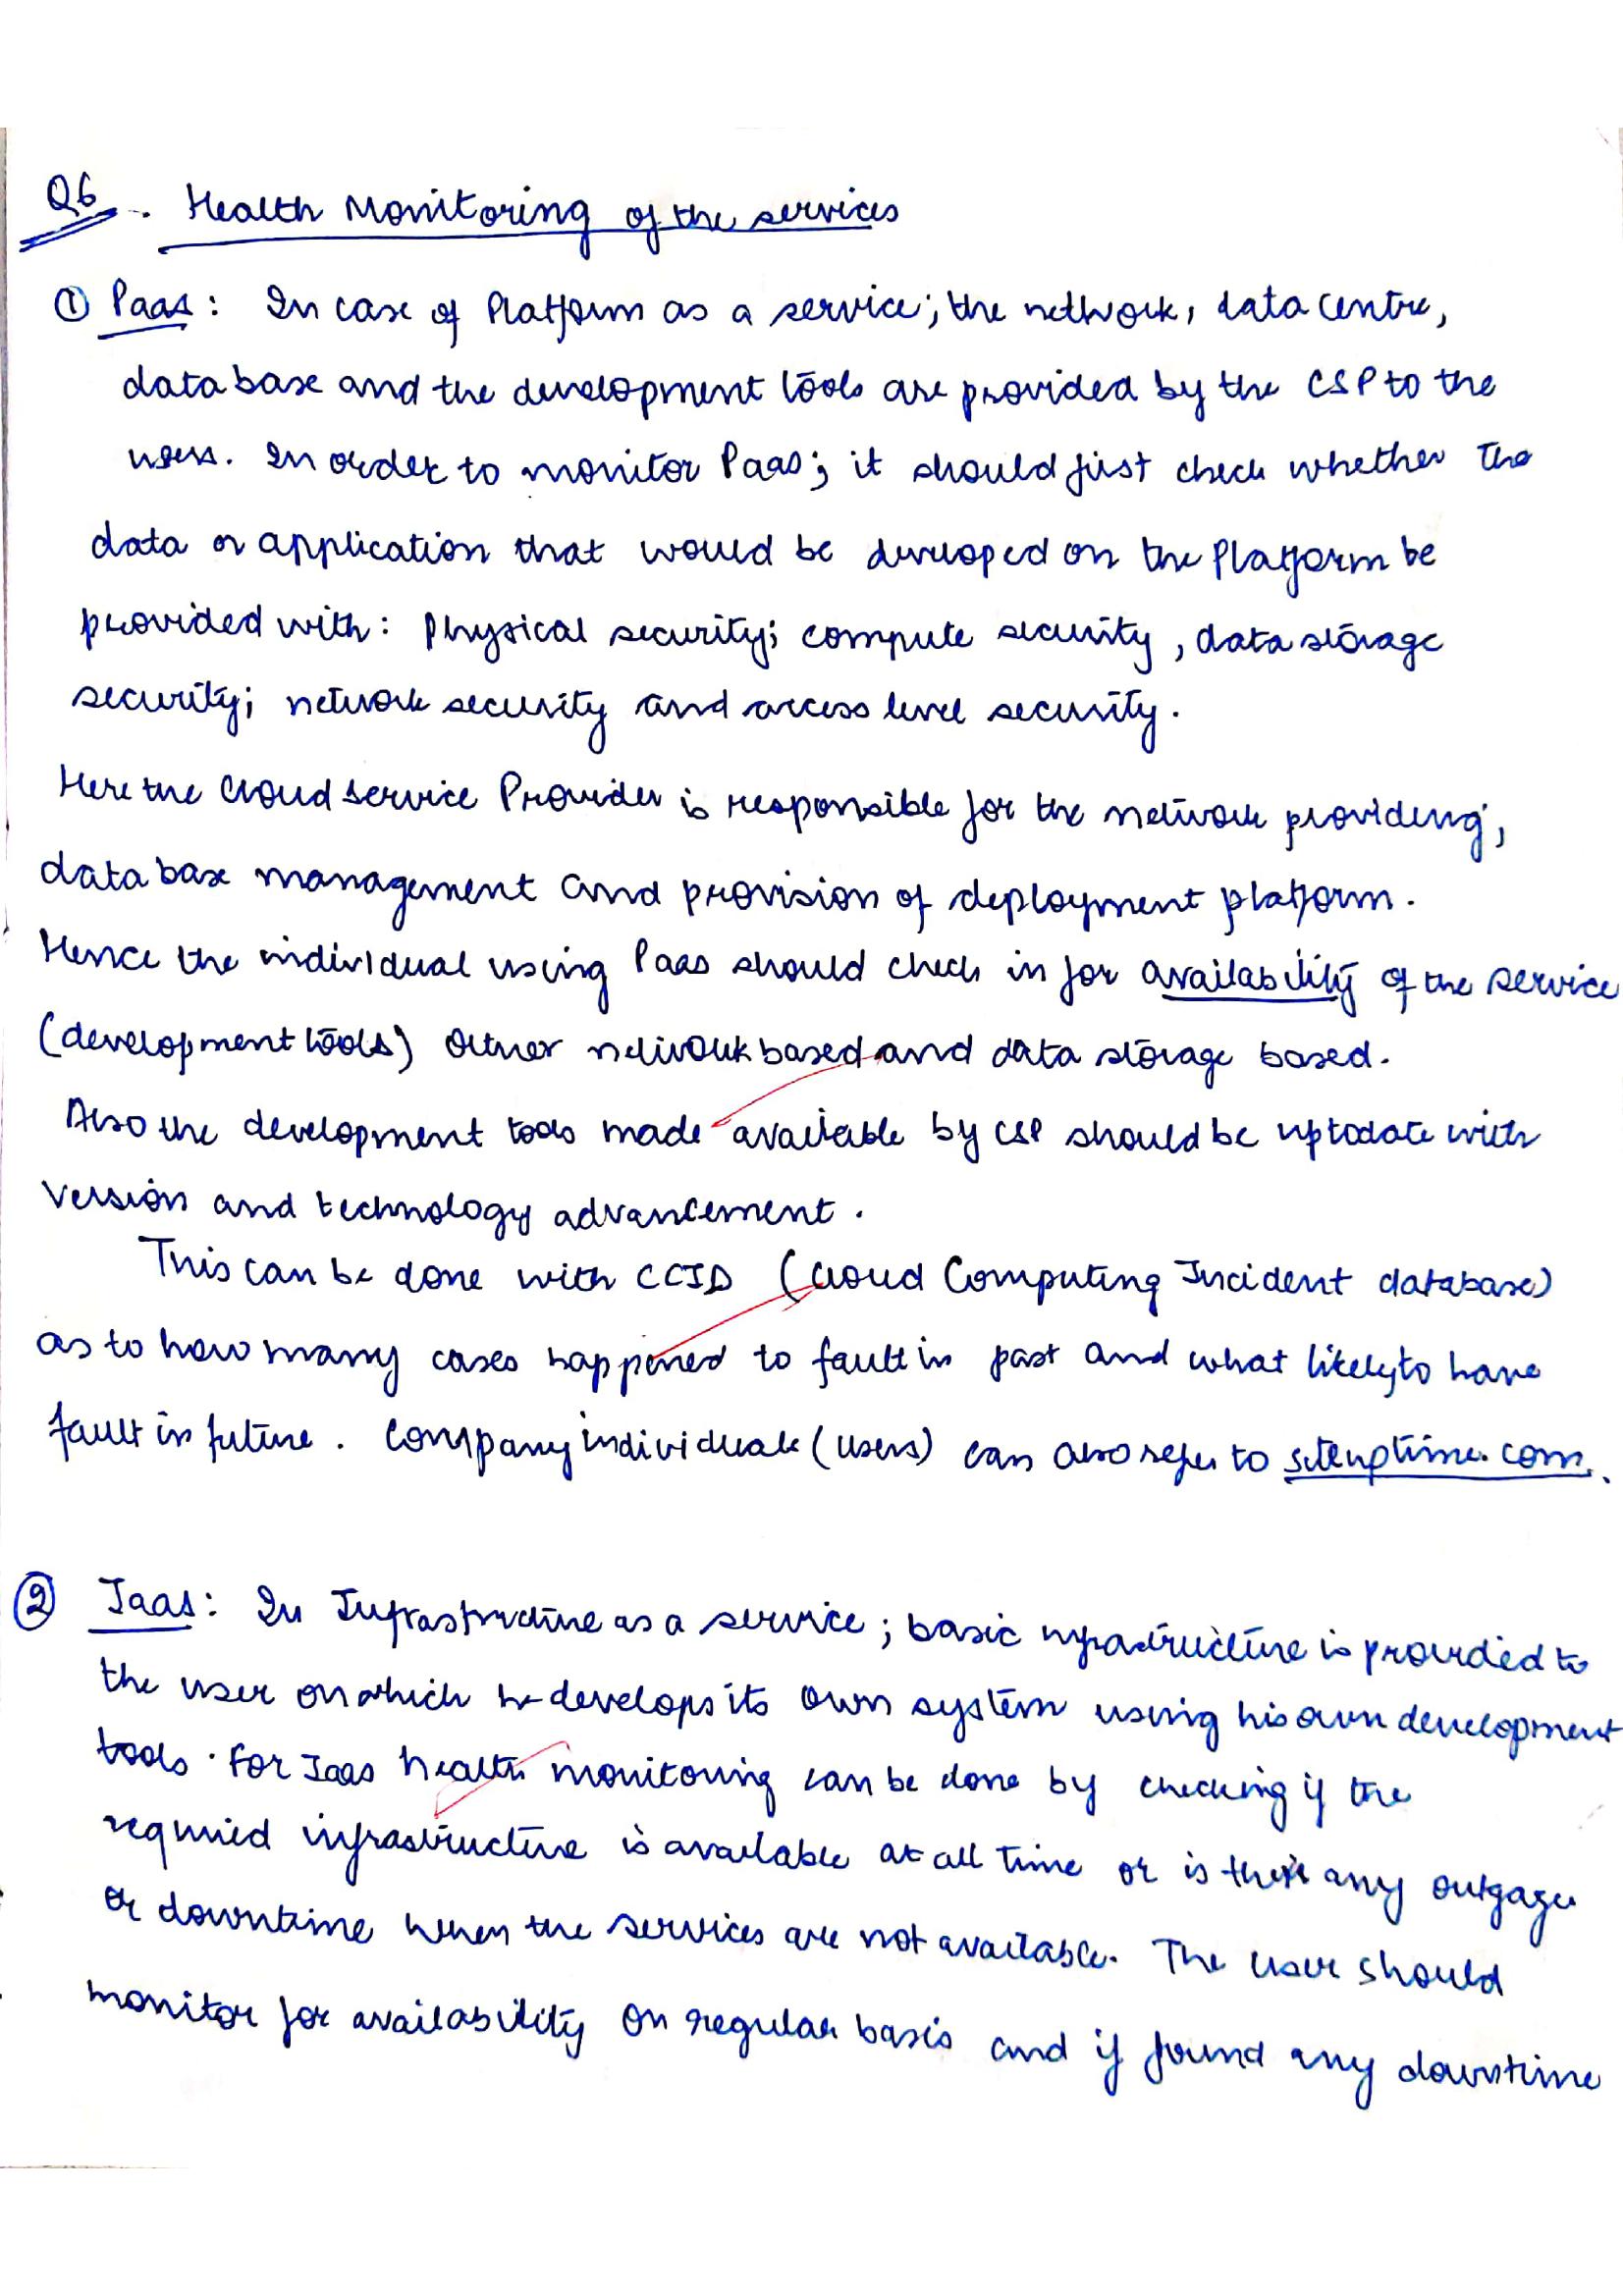 Q6. Health Monitoring of the services
① Paas: In case of Platform as a service; the network, data centre,
database and the development tools are provided by the CSP to the
users. In order to monitor Paas; it should just check whether the
data or application that would be developed on the Platform be
provided with: Physical security; compute security, data storage
security; network security and access level security.
Here the Cloud Service Provider is responsible for the network providing,
database management and provision of deployment platform.
Hence the individual using Paas should check in for availability of the service
(development tools) network based and data storage based.
Also the development tools made available by CSP should be uptodate with
version and technology advancement.
This can be done with CCID (Cloud Computing Incident database)
as to how many cases happened to fault in past and what likely to have
fault in future. Company individuals (users) can also refer to siteuptime.com.
② Iaas: In Infrastructure as a service; basic infrastructure is provided to
the user on which he develops its own system using his own development
tools. For Iaas health monitoring can be done by checking if the
required infrastructure is available at all time or is there any outgages
or downtime when the services are not available. The user should
monitor for availability on regular basis and if found any downtime